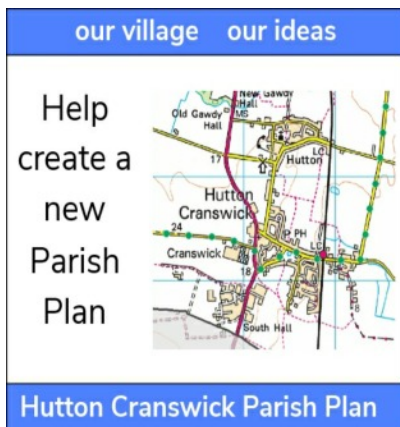 our village our ideas
Help
create a
new
Parish
Plan
New Gawdy
Hall
Old Gawdy
Hall
MS
17
LC
Hutton
Hutton
Cranswick
24
PH
LC
Cranswick
18
South Hall
Hutton Cranswick Parish Plan